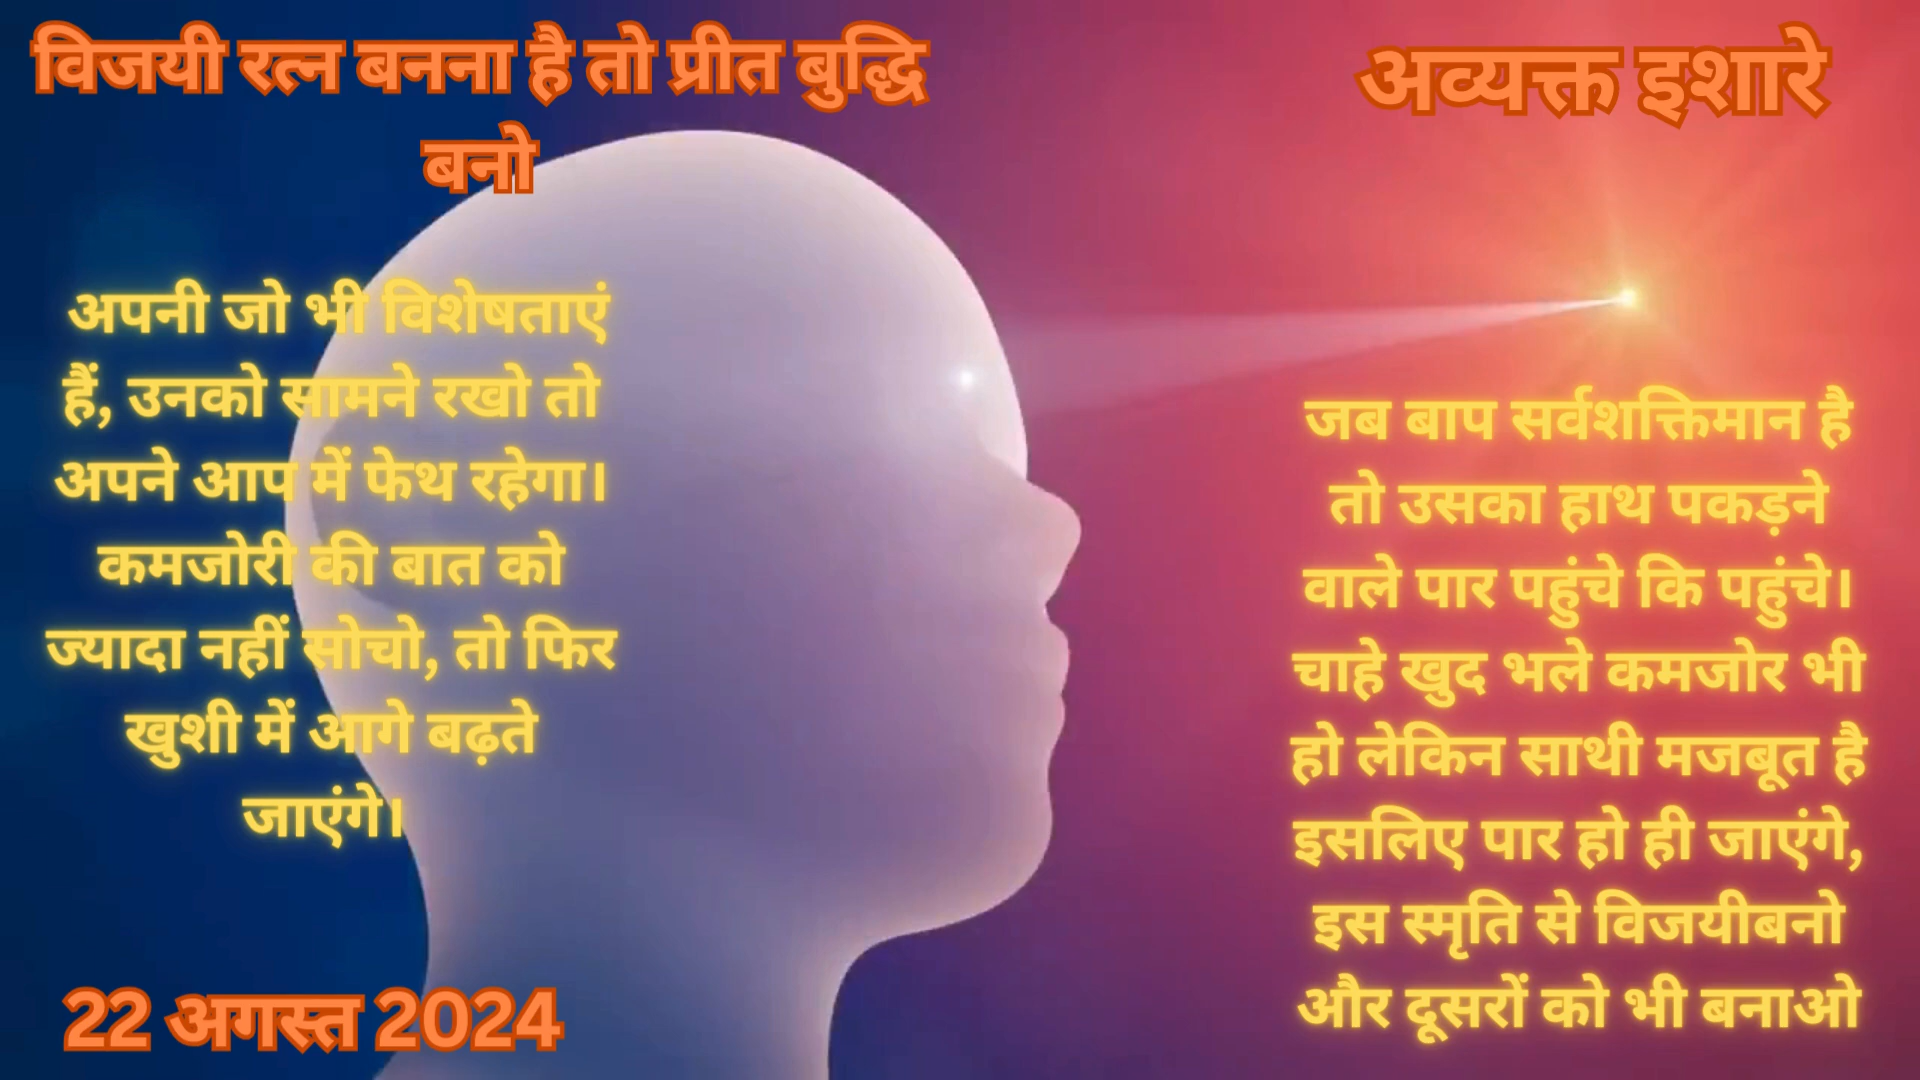 विजयी रत्न बनना है तो प्रीत बुद्धि
बनो
अव्यक्त इशारे
अपनी जो भी विशेषताएं
हैं, उनको सामने रखो तो
अपने आप में फेथ रहेगा।
कमजोरी की बात को
ज्यादा नहीं सोचो, तो फिर
खुशी में आगे बढ़ते
जाएंगे।
जब बाप सर्वशक्तिमान है
तो उसका हाथ पकड़ने
वाले पार पहुंचे कि पहुंचे।
चाहे खुद भले कमजोर भी
हो लेकिन साथी मजबूत है
इसलिए पार हो ही जाएंगे,
इस स्मृति से विजयीबनो
और दूसरों को भी बनाओ
22 अगस्त 2024